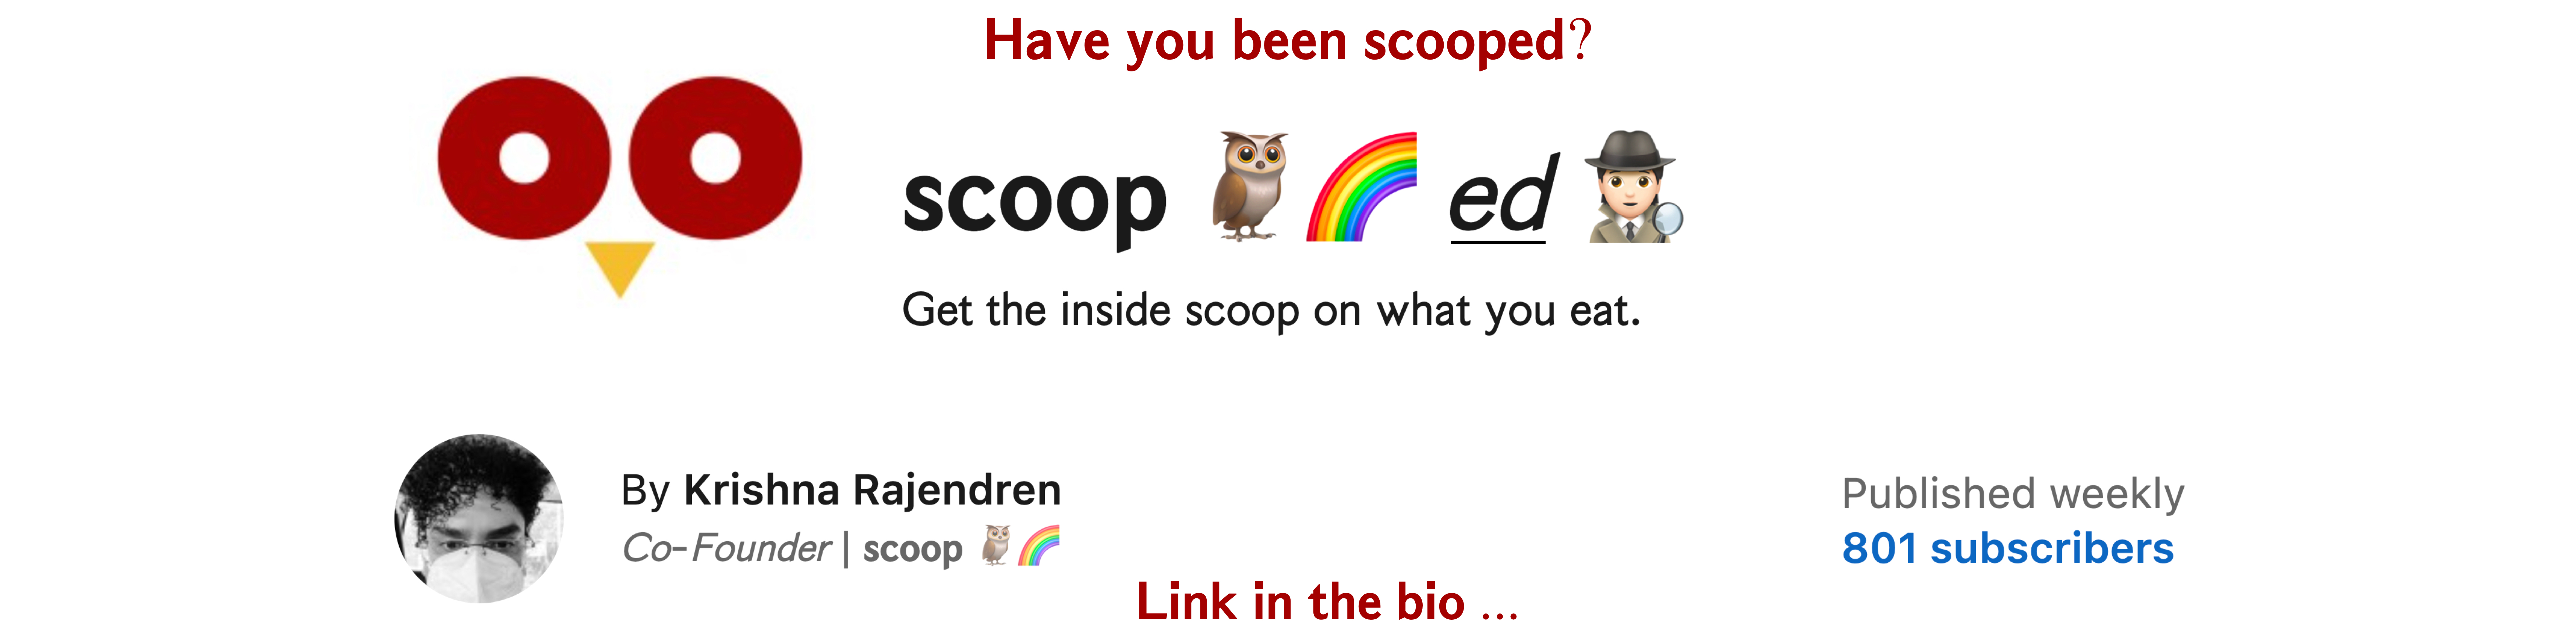 Have you been scooped?
scoop 🦉🌈 ed 🕵🏻
Get the inside scoop on what you eat.
By Krishna Rajendren
Co-Founder | scoop 🦉🌈
Published weekly
801 subscribers
Link in the bio ...